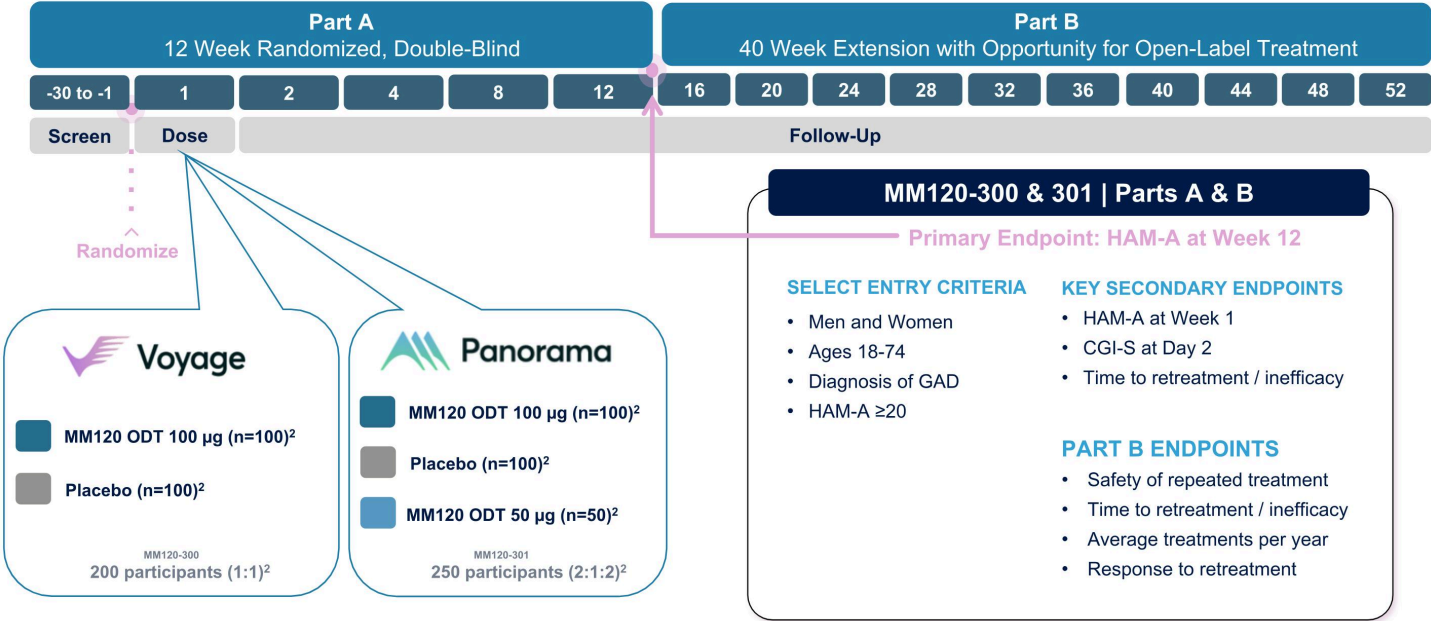 Part A
12 Week Randomized, Double-Blind
Part B
40 Week Extension with Opportunity for Open-Label Treatment
-30 to -1 1 2 4 8 12 16 20 24 28 32 36 40 44 48 52
Screen Dose Follow-Up
Randomize
MM120-300 & 301 | Parts A & B
Primary Endpoint: HAM-A at Week 12
SELECT ENTRY CRITERIA
• Men and Women
• Ages 18-74
• Diagnosis of GAD
• HAM-A ≥20
KEY SECONDARY ENDPOINTS
• HAM-A at Week 1
• CGI-S at Day 2
• Time to retreatment / inefficacy
PART B ENDPOINTS
• Safety of repeated treatment
• Time to retreatment / inefficacy
• Average treatments per year
• Response to retreatment
Voyage
MM120 ODT 100 µg (n=100)²
Placebo (n=100)²
MM120-300
200 participants (1:1)²
Panorama
MM120 ODT 100 µg (n=100)²
Placebo (n=100)²
MM120 ODT 50 µg (n=50)²
MM120-301
250 participants (2:1:2)²